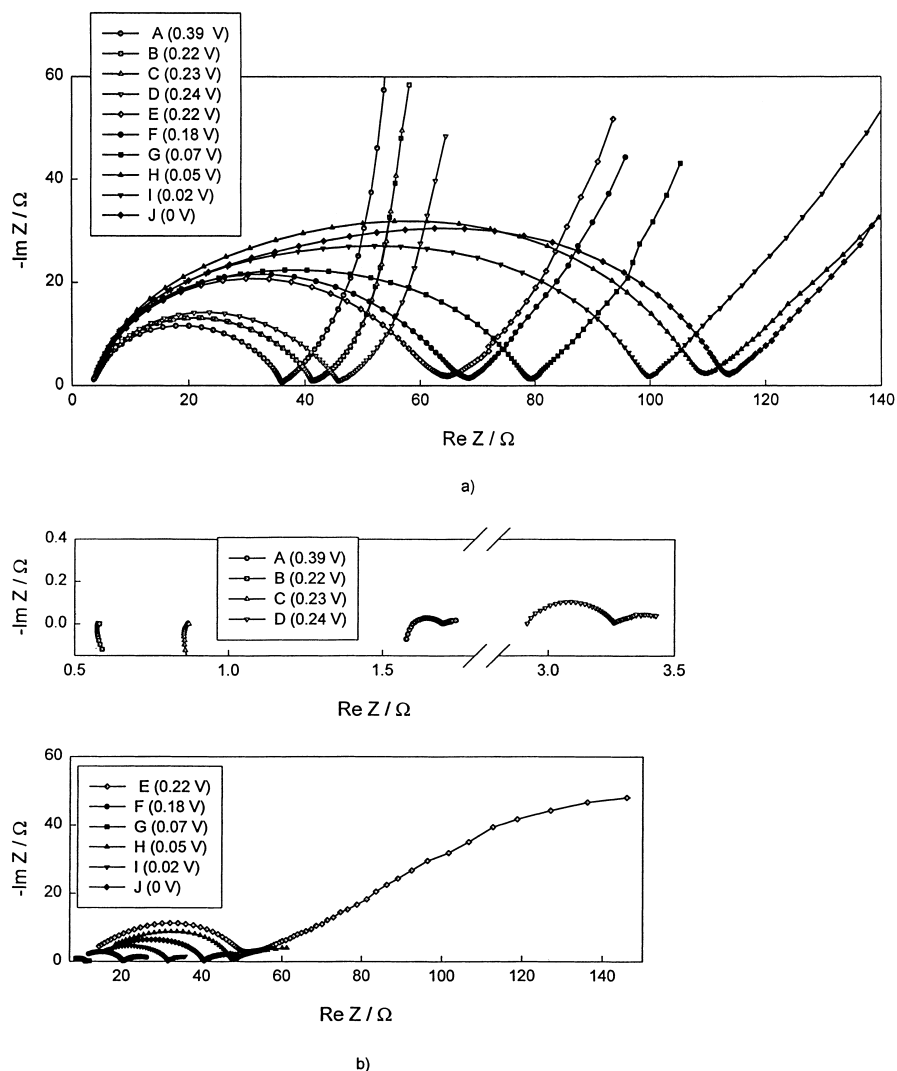 A (0.39 V)
B (0.22 V)
C (0.23 V)
D (0.24 V)
E (0.22 V)
F (0.18 V)
G (0.07 V)
H (0.05 V)
I (0.02 V)
J (0 V)
60
40
20
0
-Im Z / Ω
0 20 40 60 80 100 120 140
Re Z / Ω
a)
0.4
0.2
0.0
-Im Z / Ω
A (0.39 V)
B (0.22 V)
C (0.23 V)
D (0.24 V)
0.5 1.0 1.5 3.0 3.5
Re Z / Ω
60
40
20
0
-Im Z / Ω
E (0.22 V)
F (0.18 V)
G (0.07 V)
H (0.05 V)
I (0.02 V)
J (0 V)
20 40 60 80 100 120 140
Re Z / Ω
b)